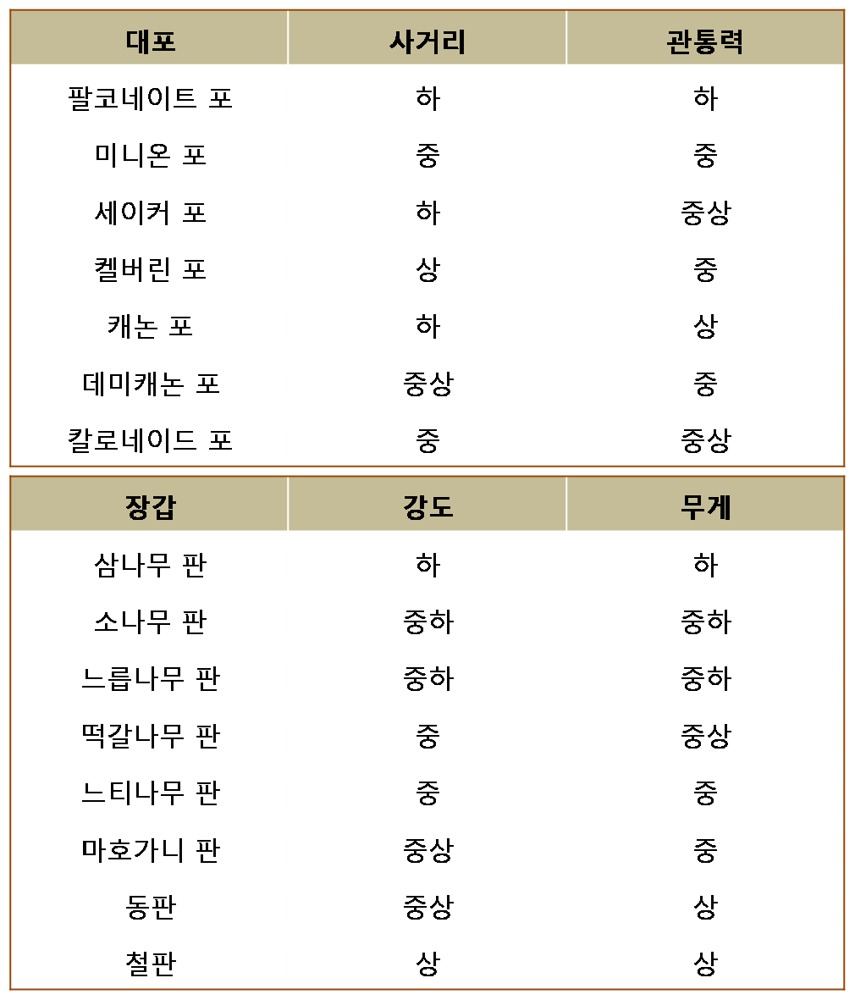 대포 사거리 관통력
팔코네이트 포 하 하
미니온 포 중 중
세이커 포 하 중상
켈버린 포 상 중
캐논 포 하 상
데미캐논 포 중상 중
칼로네이드 포 중 중상
장갑 강도 무게
삼나무 판 하 하
소나무 판 중하 중하
느릅나무 판 중하 중하
떡갈나무 판 중 중상
느티나무 판 중 중
마호가니 판 중상 중
동판 중상 상
철판 상 상